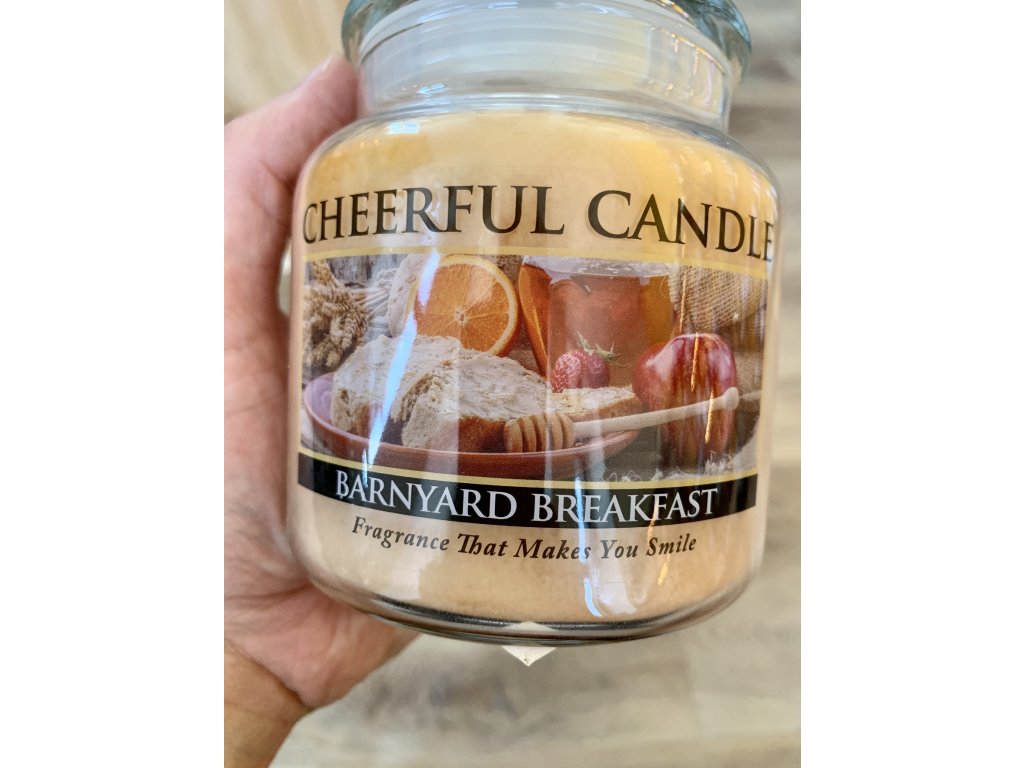 CHEERFUL CANDLE
BARNYARD BREAKFAST
Fragrance That Makes You Smile